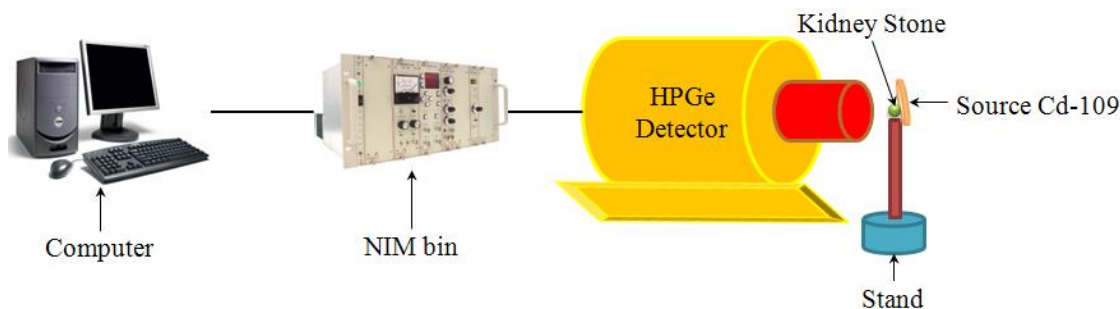 Kidney Stone
HPGe
Detector
Source Cd-109
Computer
NIM bin
Stand